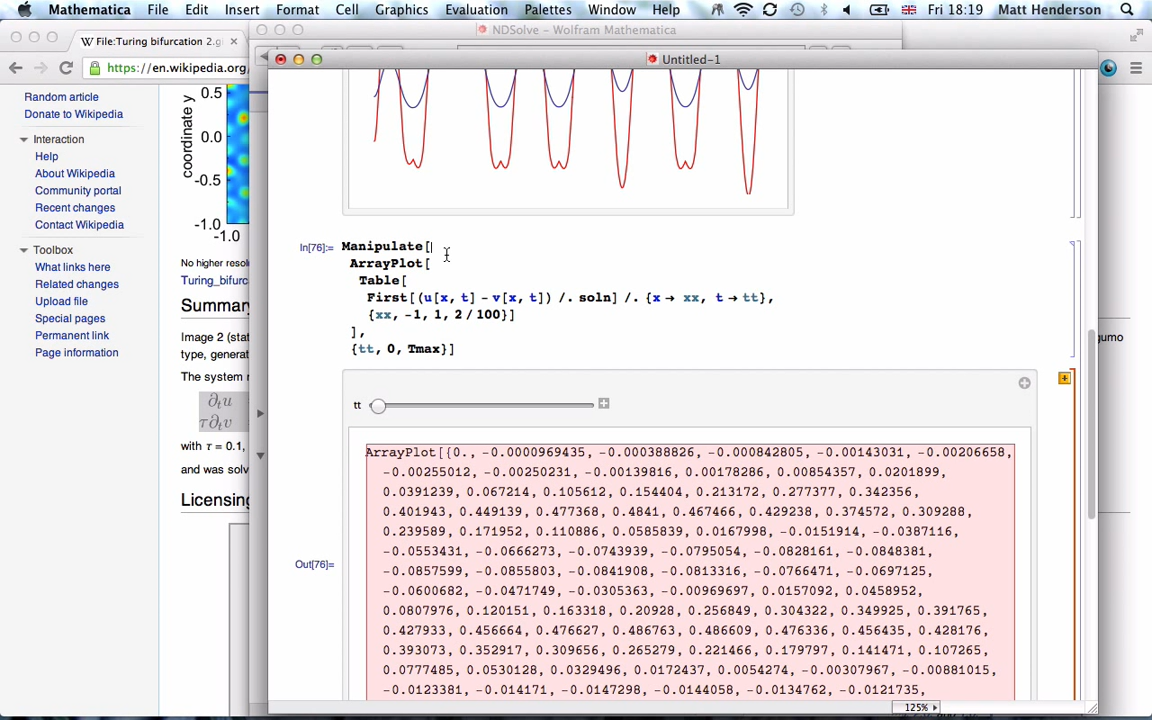 Mathematica File Edit Insert Format Cell Graphics Evaluation Palettes Window Help Fri 18:19 Matt Henderson
File:Turing bifurcation 2.g
NDSolve - Wolfram Mathematica
https://en.wikipedia.org/
Untitled-1
Random article
Donate to Wikipedia
Interaction
Help
About Wikipedia
Community portal
Recent changes
Contact Wikipedia
Toolbox
What links here
Related changes
Upload file
Special pages
Permanent link
Page information
coordinate y
0.5
0.0
-0.5
-1.0
-1.0
No higher resol
Turing_bifurc
Summary
Image 2 (stat
type, generat
gumo
The system r
∂tu
τ∂tv
with τ = 0.1,
and was solv
Licensing
In[76]:= Manipulate[
ArrayPlot[
Table[
First[(u[x, t] - v[x, t]) /. soln] /. {x → xx, t → tt},
{xx, -1, 1, 2 / 100}]
],
{tt, 0, Tmax}]
tt
Out[76]=
ArrayPlot[{0., -0.0000969435, -0.000388826, -0.000842805, -0.00143031, -0.00206658,
-0.00255012, -0.00250231, -0.00139816, 0.00178286, 0.00854357, 0.0201899,
0.0391239, 0.067214, 0.105612, 0.154404, 0.213172, 0.277377, 0.342356,
0.401943, 0.449139, 0.477368, 0.4841, 0.467466, 0.429238, 0.374572, 0.309288,
0.239589, 0.171952, 0.110886, 0.0585839, 0.0167998, -0.0151914, -0.0387116,
-0.0553431, -0.0666273, -0.0743939, -0.0795054, -0.0828161, -0.0848381,
-0.0857599, -0.0855803, -0.0841908, -0.0813316, -0.0766471, -0.0697125,
-0.0600682, -0.0471749, -0.0305363, -0.00969697, 0.0157092, 0.0458952,
0.0807976, 0.120151, 0.163318, 0.20928, 0.256849, 0.304322, 0.349925, 0.391765,
0.427933, 0.456664, 0.476627, 0.486763, 0.486609, 0.476336, 0.456435, 0.428176,
0.393073, 0.352917, 0.309656, 0.265279, 0.221466, 0.179797, 0.141471, 0.107265,
0.0777485, 0.0530128, 0.0329496, 0.0172437, 0.0054274, -0.00307967, -0.00881015,
-0.0123381, -0.014171, -0.0147298, -0.0144058, -0.0134762, -0.0121735,
125%